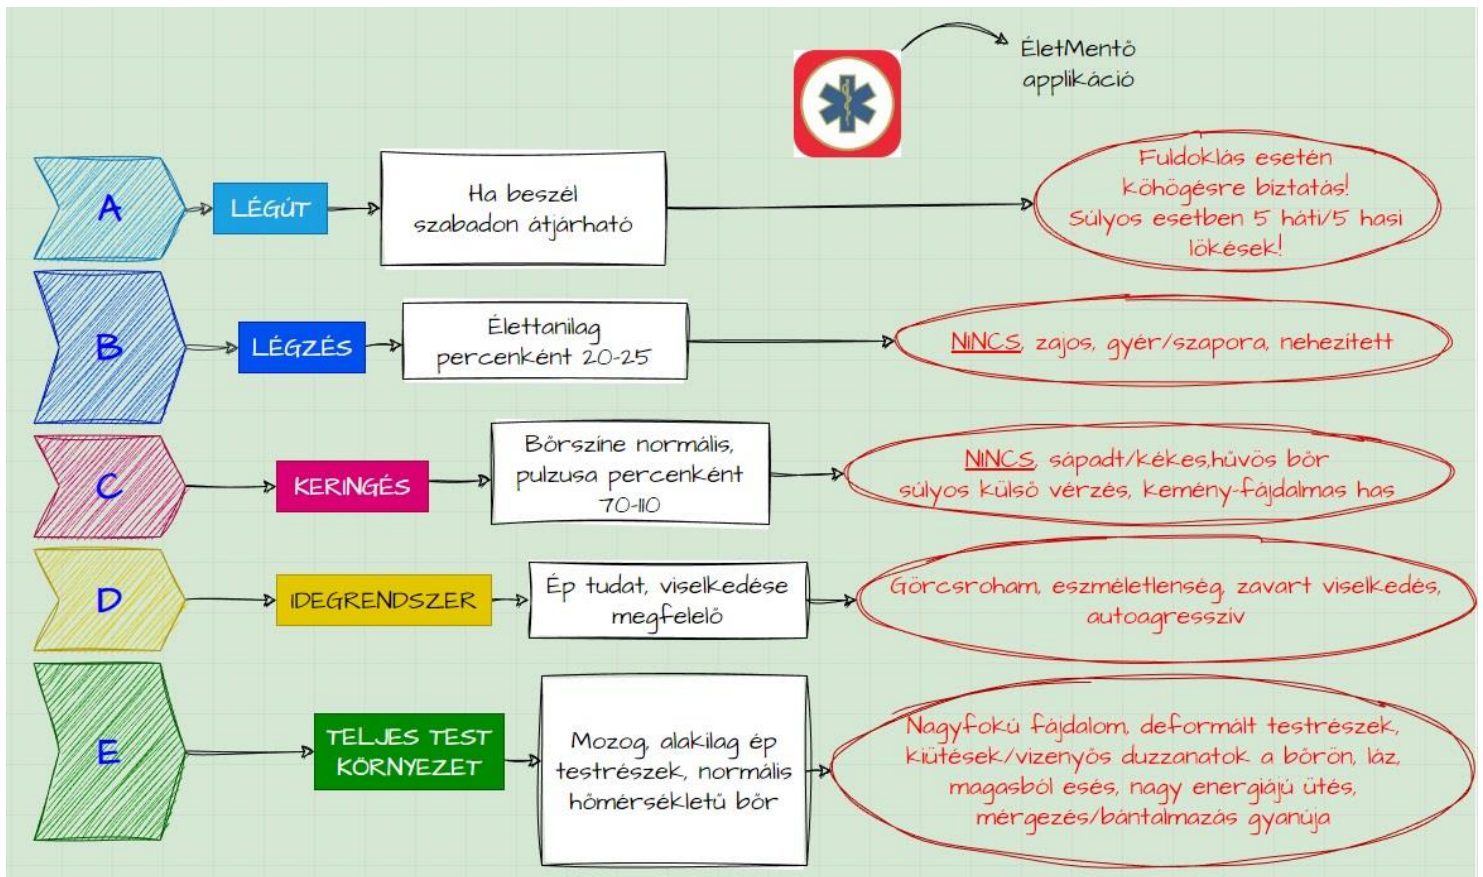 ÉletMentő
applikáció
A
LÉGÚT
Ha beszél
szabadon átjárható
Fuldoklás esetén
köhögésre biztatás!
Súlyos esetben 5 háti/5 hasi
lökések!
B
LÉGZÉS
Élettanilag
percenként 20-25
NINCS, zajos, gyér/szapora, nehezített
C
KERINGÉS
Bőrszíne normális,
pulzusa percenként
70-110
NINCS, sápadt/kékes,hűvös bőr
súlyos külső vérzés, kemény-fájdalmas has
D
IDEGRENDSZER
Ép tudat, viselkedése
megfelelő
Görcsroham, eszméletlenség, zavart viselkedés,
autoagresszív
E
TELJES TEST
KÖRNYEZET
Mozog, alakilag ép
testrészek, normális
hőmérsékletű bőr
Nagyfokú fájdalom, deformált testrészek,
kiütések/vizenyős duzzanatok a bőrön, láz,
magasból esés, nagy energiájú ütés,
mérgezés/bántalmazás gyanúja